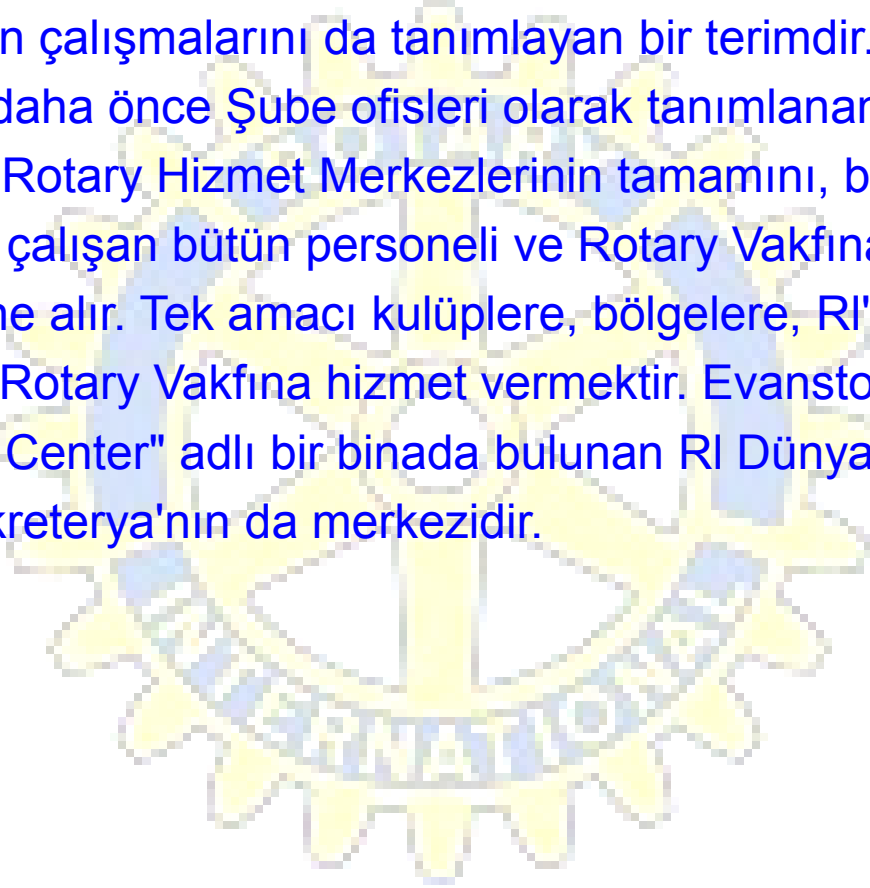 n çalışmalarını da tanımlayan bir terimdir.
daha önce Şube ofisleri olarak tanımlanan
Rotary Hizmet Merkezlerinin tamamını, b
çalışan bütün personeli ve Rotary Vakfına
ne alır. Tek amacı kulüplere, bölgelere, RI'
Rotary Vakfına hizmet vermektir. Evansto
Center" adlı bir binada bulunan RI Dünya
kreterya'nın da merkezidir.
ROTARY
INTERNATIONAL